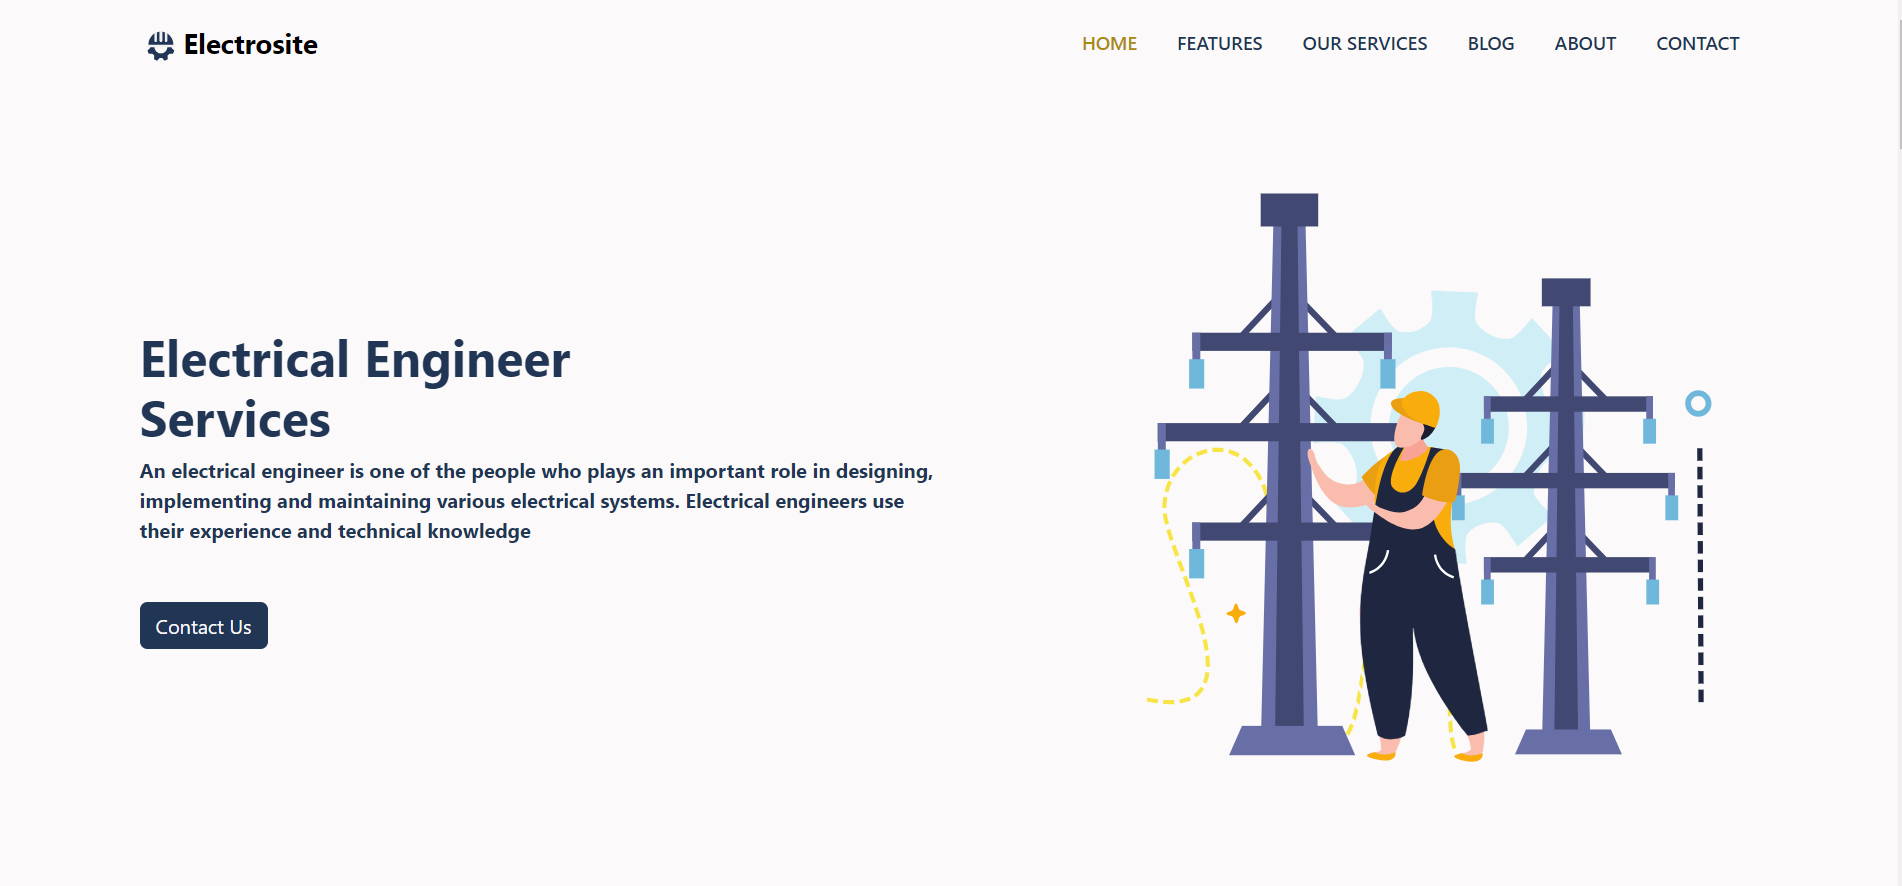 Electrosite
HOME FEATURES OUR SERVICES BLOG ABOUT CONTACT
Electrical Engineer
Services
An electrical engineer is one of the people who plays an important role in designing,
implementing and maintaining various electrical systems. Electrical engineers use
their experience and technical knowledge
Contact Us